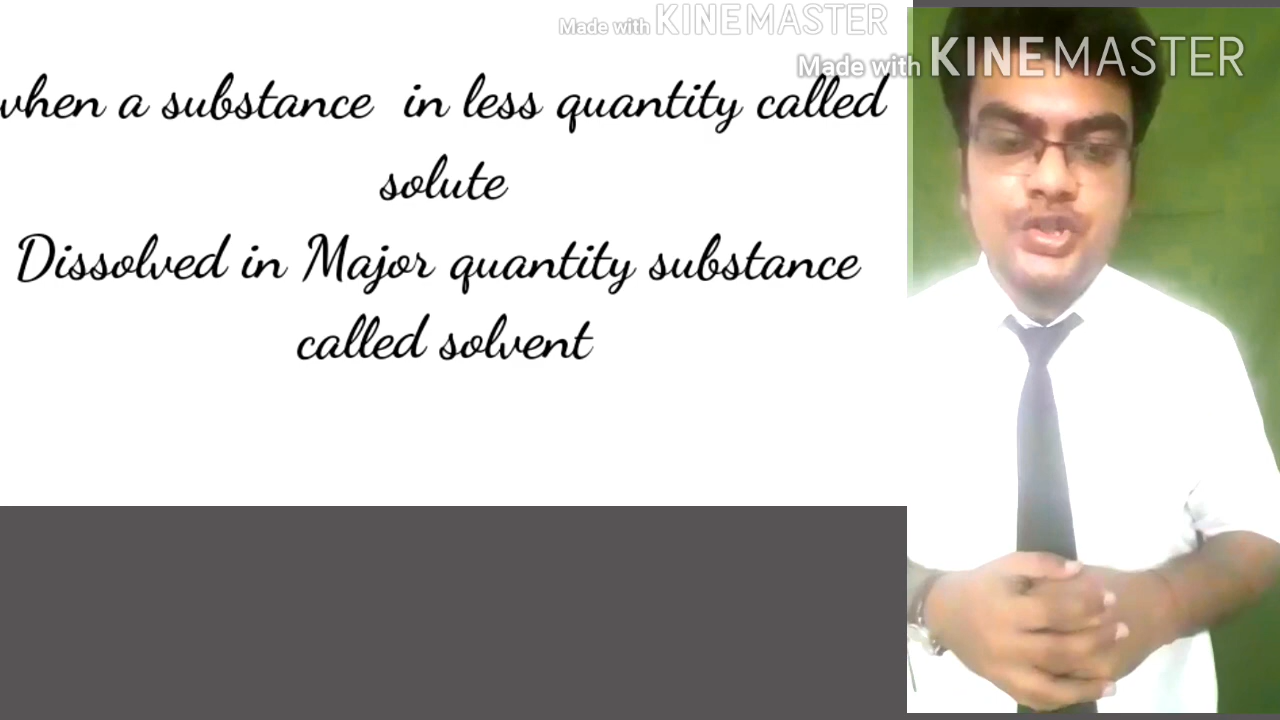 Made with KINEMASTER
Made with KINEMASTER
when a substance in less quantity called
solute
Dissolved in Major quantity substance
called solvent